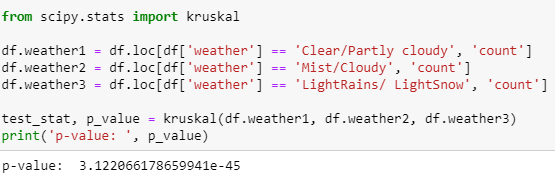 from scipy.stats import kruskal
df.weather1 = df.loc[df['weather'] == 'Clear/Partly cloudy', 'count']
df.weather2 = df.loc[df['weather'] == 'Mist/Cloudy', 'count']
df.weather3 = df.loc[df['weather'] == 'LightRains/ LightSnow', 'count']
test_stat, p_value = kruskal(df.weather1, df.weather2, df.weather3)
print('p-value: ', p_value)
p-value:  3.122066178659941e-45